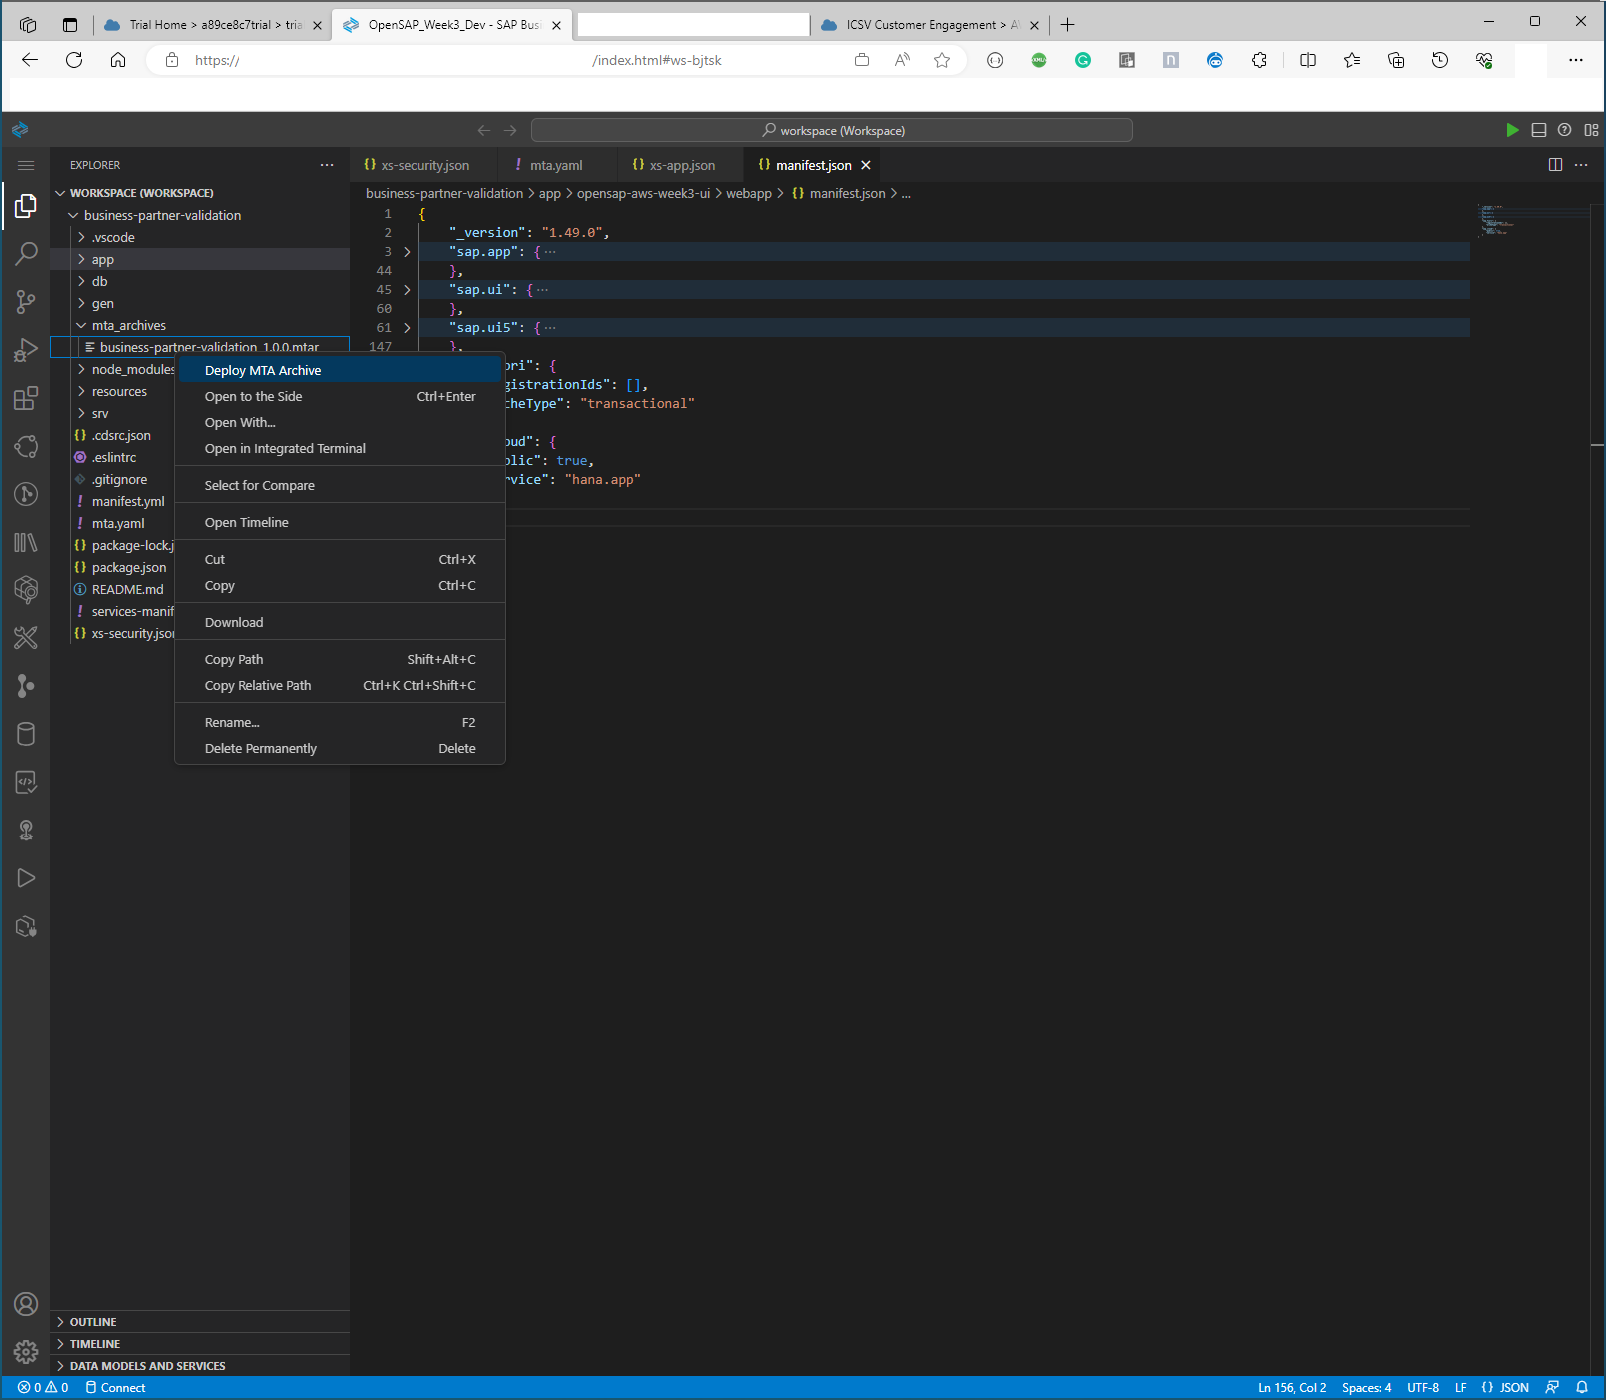 Trial Home > a89ce8c7trial > tria
OpenSAP_Week3_Dev - SAP Busi
ICSV Customer Engagement > A
https://
/index.html#ws-bjtsk
workspace (Workspace)
EXPLORER
WORKSPACE (WORKSPACE)
business-partner-validation
.vscode
app
db
gen
mta_archives
business-partner-validation_1.0.0.mtar
node_modules
resources
srv
{} .cdsrc.json
.eslintrc
.gitignore
! manifest.yml
! mta.yaml
{} package-lock.j
{} package.json
README.md
! services-manif
{} xs-security.json
Deploy MTA Archive
Open to the Side Ctrl+Enter
Open With...
Open in Integrated Terminal
Select for Compare
Open Timeline
Cut Ctrl+X
Copy Ctrl+C
Download
Copy Path Shift+Alt+C
Copy Relative Path Ctrl+K Ctrl+Shift+C
Rename... F2
Delete Permanently Delete
{} xs-security.json
! mta.yaml
{} xs-app.json
{} manifest.json
business-partner-validation > app > opensap-aws-week3-ui > webapp > {} manifest.json > ...
1 {
2 "_version": "1.49.0",
3 > "sap.app": { ...
44 },
45 > "sap.ui": { ...
60 },
61 > "sap.ui5": { ...
147 },
ori": {
gistrationIds": [],
cheType": "transactional"
oud": {
blic": true,
rvice": "hana.app"
OUTLINE
TIMELINE
DATA MODELS AND SERVICES
0 0 Connect
Ln 156, Col 2 Spaces: 4 UTF-8 LF {} JSON